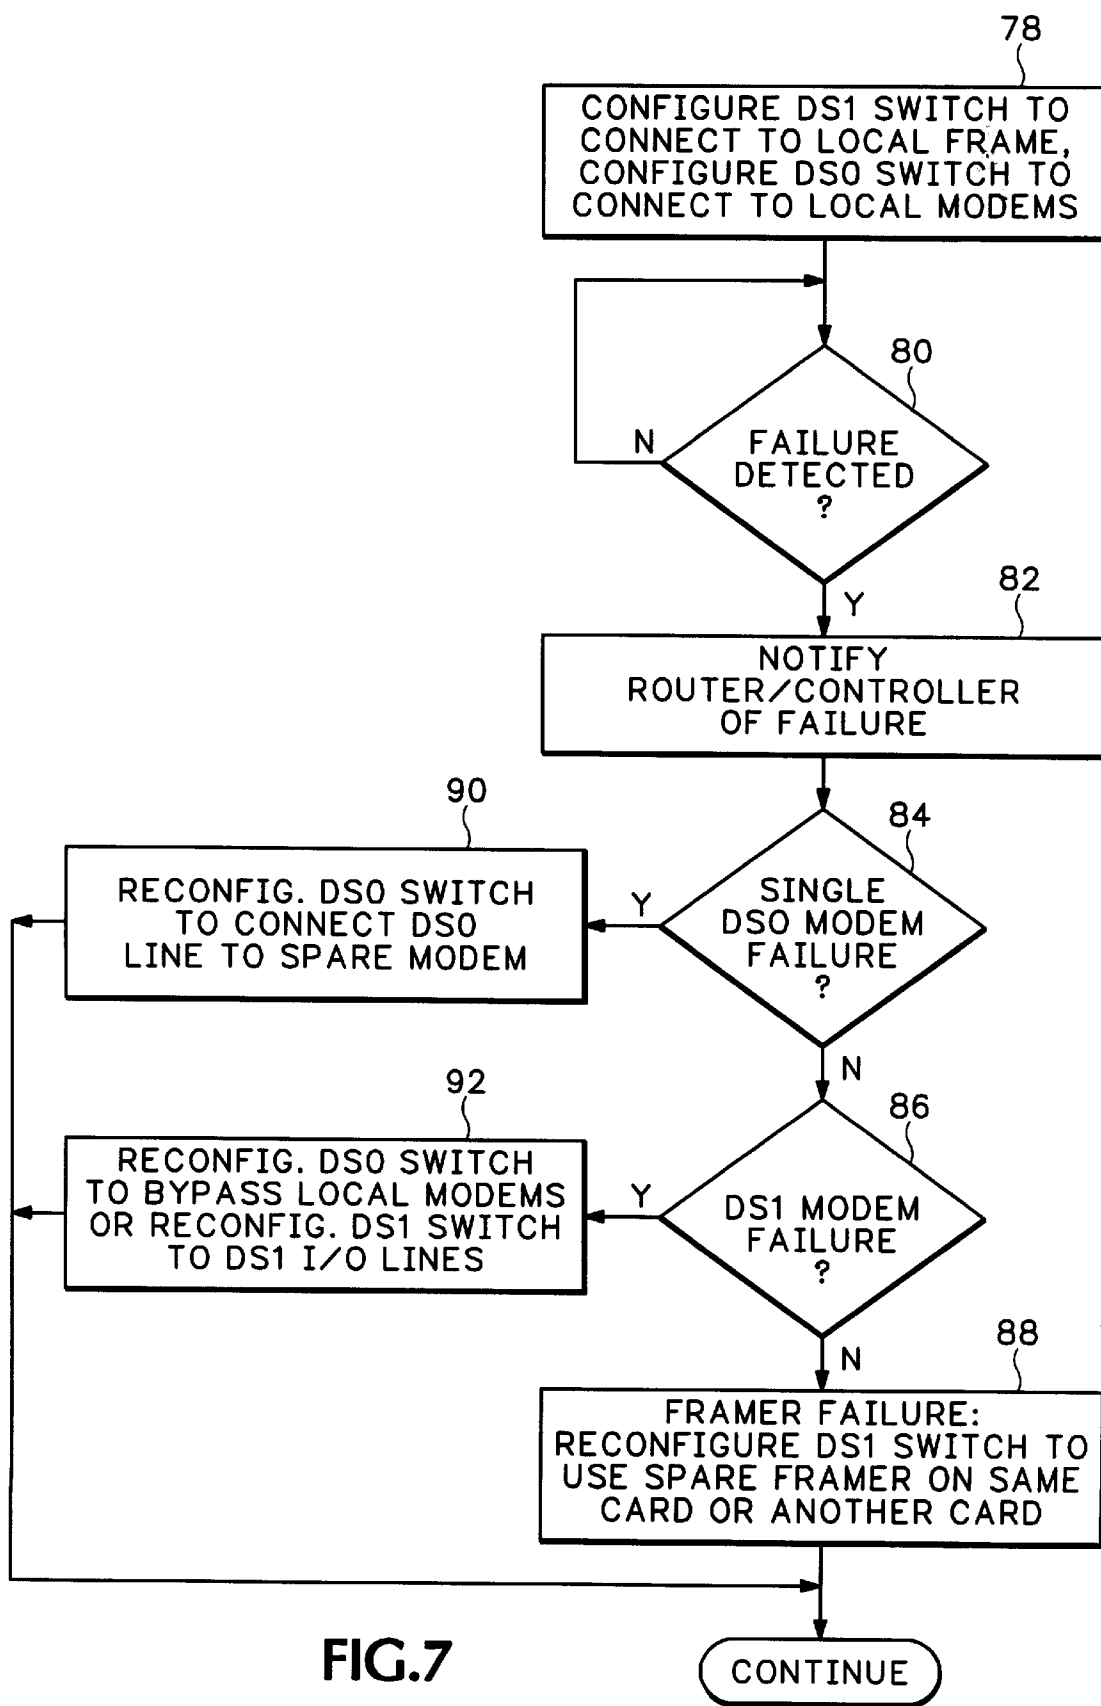 78
CONFIGURE DS1 SWITCH TO
CONNECT TO LOCAL FRAME,
CONFIGURE DS0 SWITCH TO
CONNECT TO LOCAL MODEMS
80
N
FAILURE
DETECTED
?
Y
82
NOTIFY
ROUTER/CONTROLLER
OF FAILURE
84
SINGLE
DS0 MODEM
FAILURE
?
Y
90
RECONFIG. DS0 SWITCH
TO CONNECT DS0
LINE TO SPARE MODEM
N
86
DS1 MODEM
FAILURE
?
Y
92
RECONFIG. DS0 SWITCH
TO BYPASS LOCAL MODEMS
OR RECONFIG. DS1 SWITCH
TO DS1 I/O LINES
N
88
FRAMER FAILURE:
RECONFIGURE DS1 SWITCH TO
USE SPARE FRAMER ON SAME
CARD OR ANOTHER CARD
CONTINUE
FIG.7